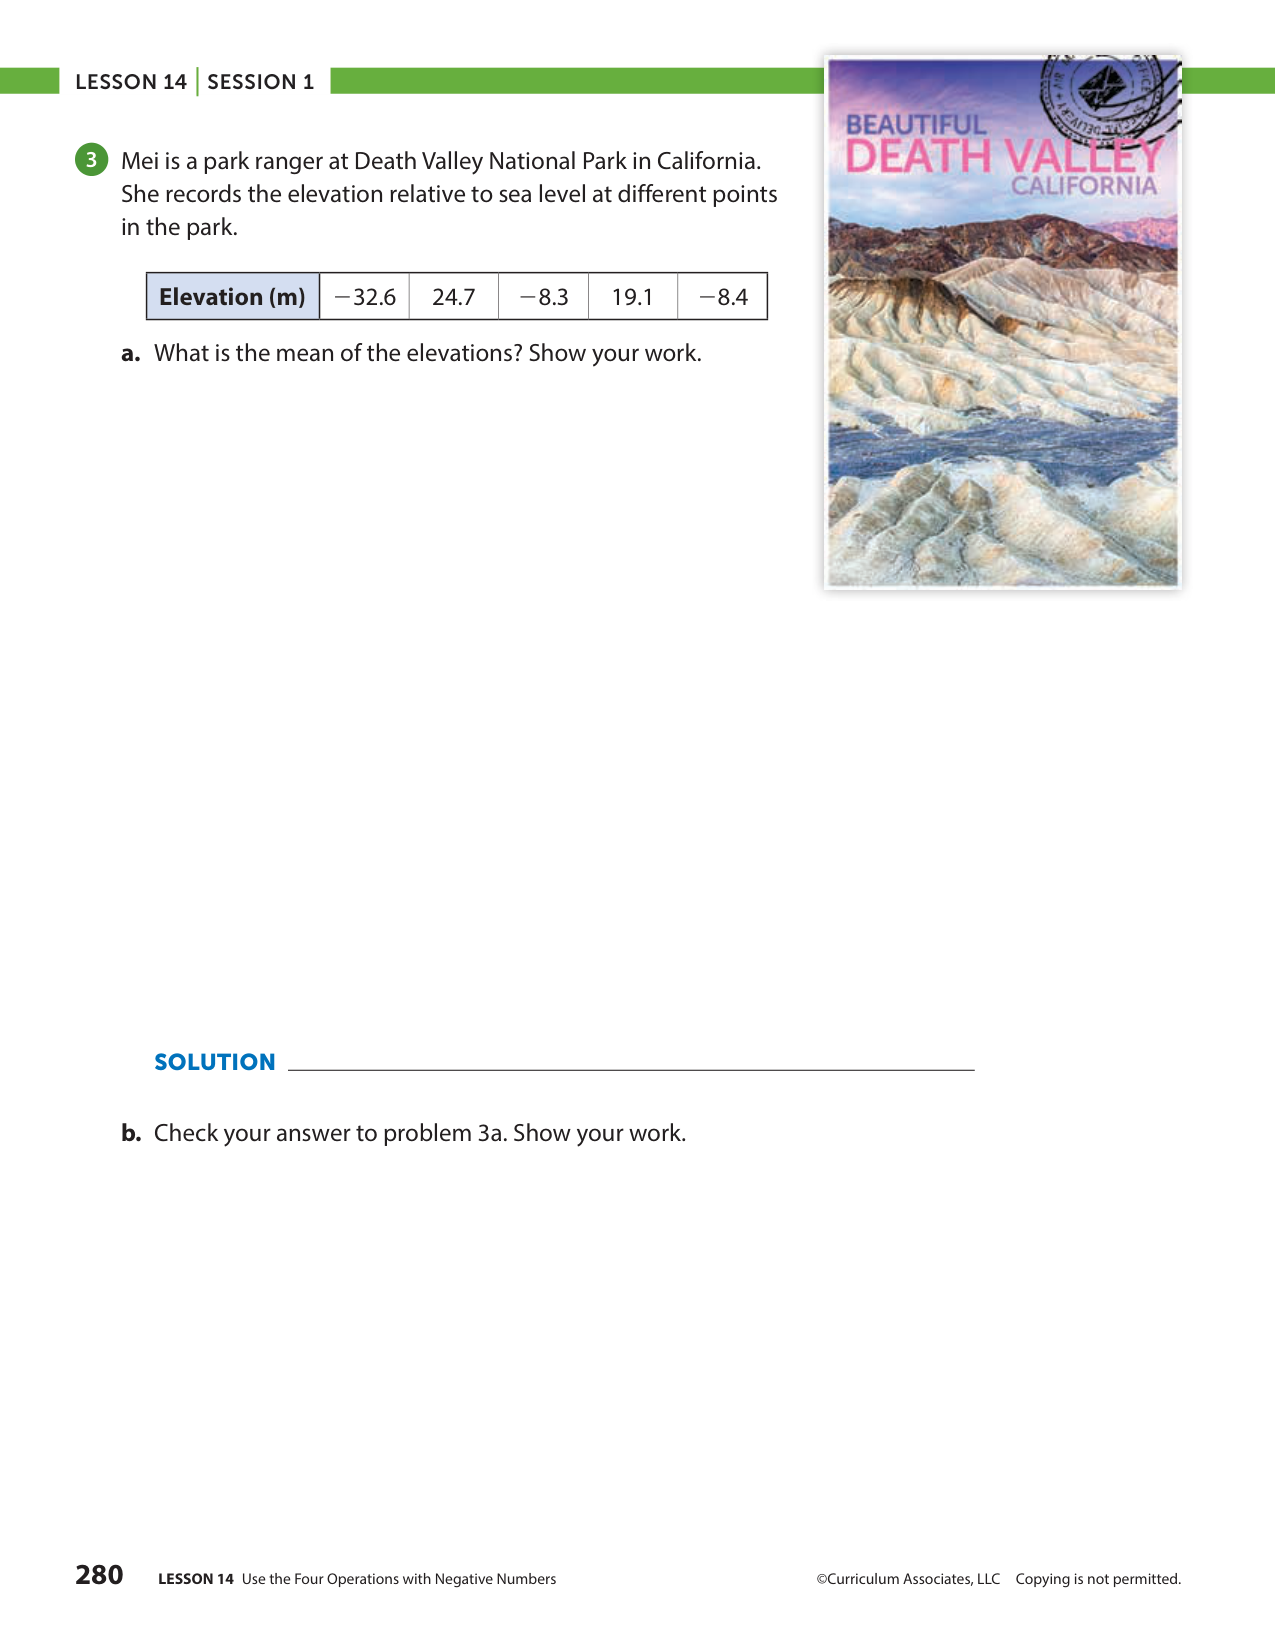 LESSON 14 | SESSION 1
BEAUTIFUL
DEATH VALLEY
CALIFORNIA
3 Mei is a park ranger at Death Valley National Park in California.
She records the elevation relative to sea level at different points
in the park.
Elevation (m) −32.6 24.7 −8.3 19.1 −8.4
a. What is the mean of the elevations? Show your work.
SOLUTION
b. Check your answer to problem 3a. Show your work.
280 LESSON 14 Use the Four Operations with Negative Numbers ©Curriculum Associates, LLC Copying is not permitted.